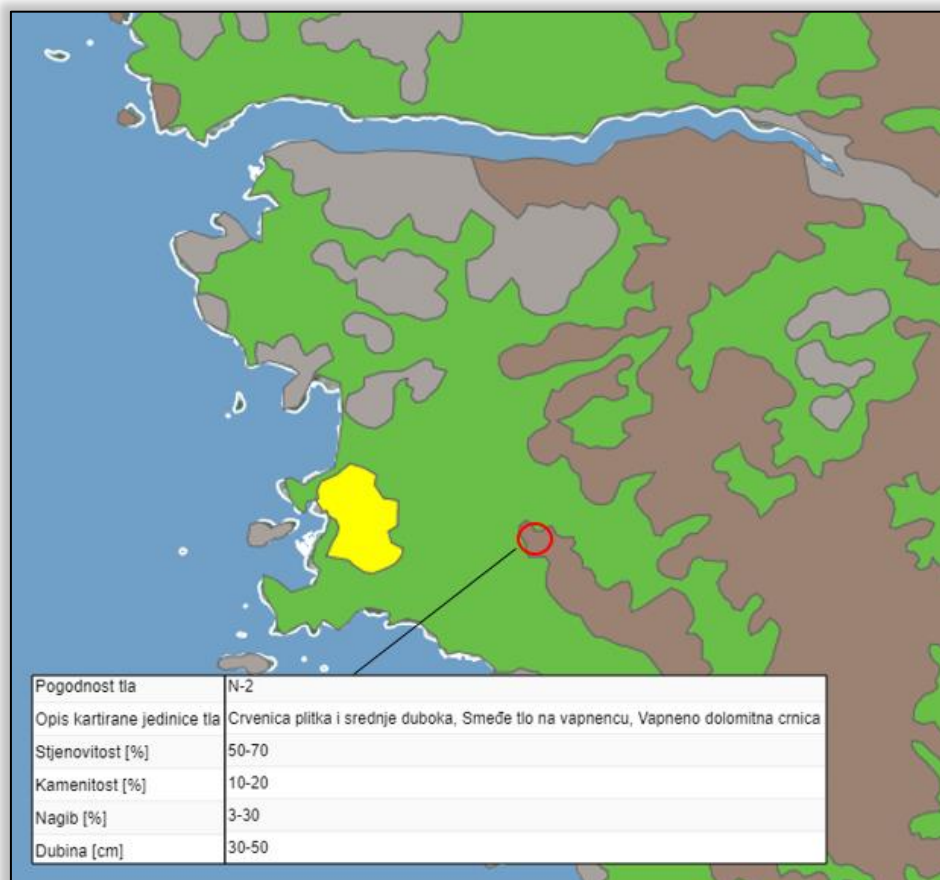 Pogodnost tla N-2
Opis kartirane jedinice tla Crvenica plitka i srednje duboka, Smeđe tlo na vapnencu, Vapneno dolomitna crnica
Stjenovitost [%] 50-70
Kamenitost [%] 10-20
Nagib [%] 3-30
Dubina [cm] 30-50